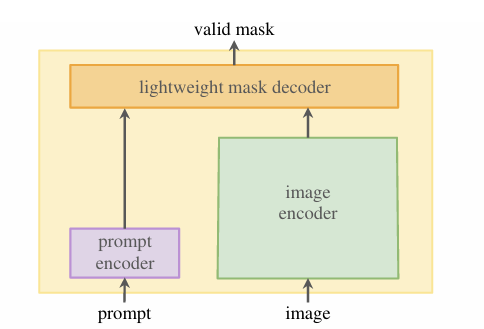 valid mask
lightweight mask decoder
image
encoder
prompt
encoder
prompt
image